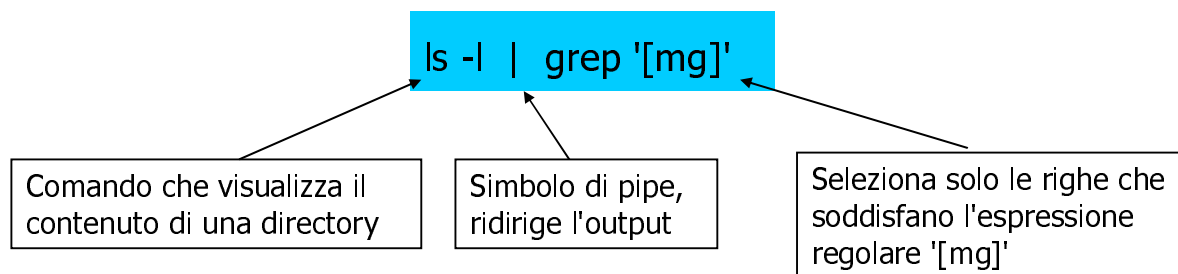 ls -l | grep '[mg]'
Comando che visualizza il
contenuto di una directory
Simbolo di pipe,
ridirige l'output
Seleziona solo le righe che
soddisfano l'espressione
regolare '[mg]'